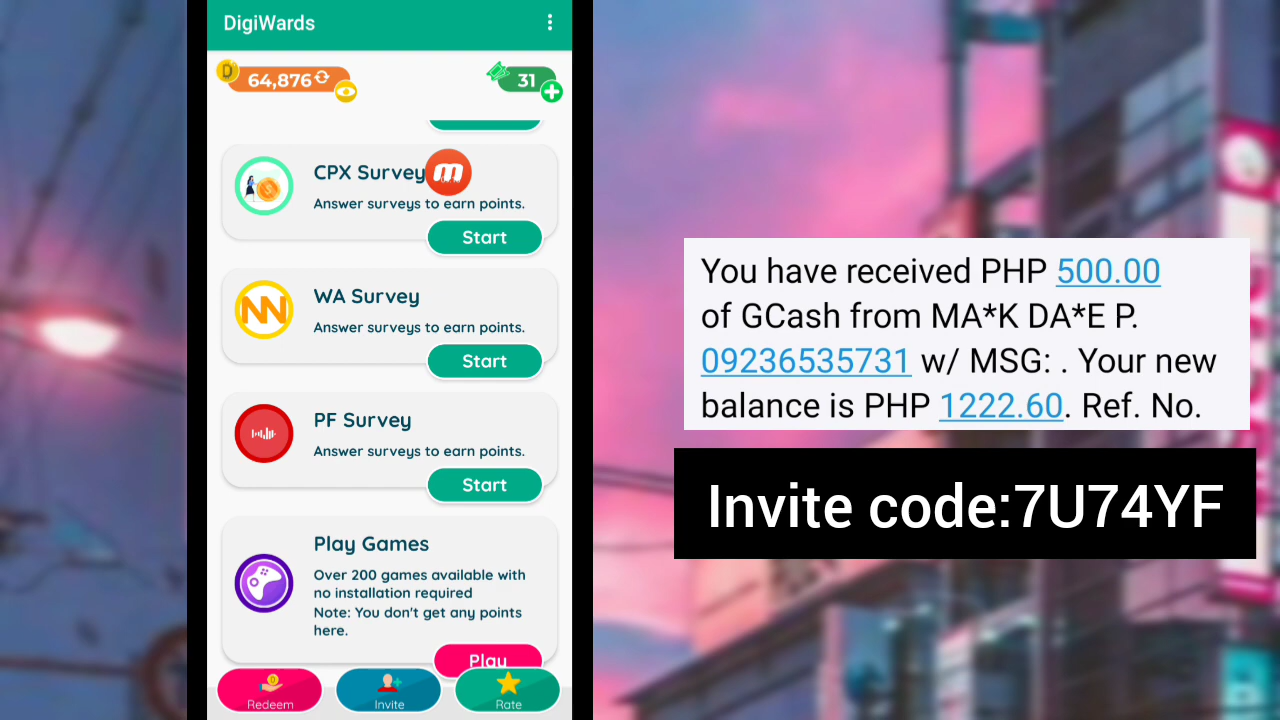 DigiWards
64,876
31
CPX Survey
Answer surveys to earn points.
Start
WA Survey
Answer surveys to earn points.
Start
PF Survey
Answer surveys to earn points.
Start
Play Games
Over 200 games available with
no installation required
Note: You don't get any points
here.
Play
Redeem
Invite
Rate
You have received PHP 500.00
of GCash from MA*K DA*E P.
09236535731 w/ MSG: . Your new
balance is PHP 1222.60. Ref. No.
Invite code:7U74YF